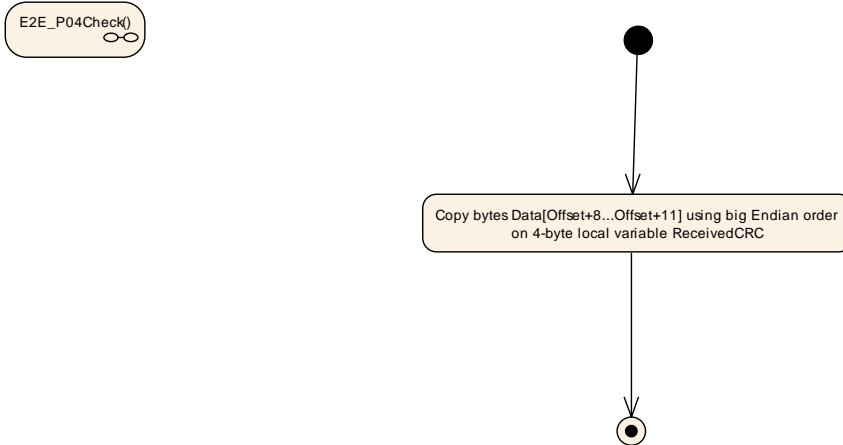 E2E_P04Check()
Copy bytes Data[Offset+8...Offset+11] using big Endian order
on 4-byte local variable ReceivedCRC